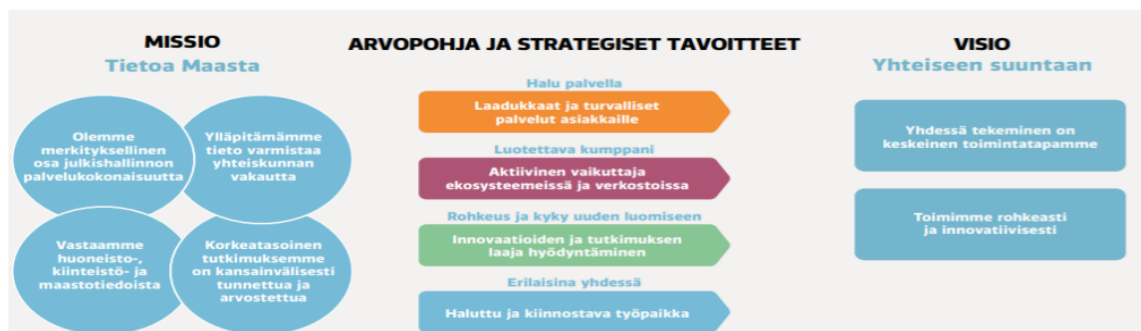 MISSIO
Tietoa Maasta
Olemme
merkityksellinen
osa julkishallinnon
palvelukokonaisuutta
Ylläpitämämme
tieto varmistaa
yhteiskunnan
vakautta
Vastaamme
huoneisto-,
kiinteistö- ja
maastotiedoista
Korkeatasoinen
tutkimuksemme
on kansainvälisesti
tunnettua ja
arvostettua
ARVOPOHJA JA STRATEGISET TAVOITTEET
Halu palvella
Laadukkaat ja turvalliset
palvelut asiakkaille
Luotettava kumppani
Aktiivinen vaikuttaja
ekosysteemeissä ja verkostoissa
Rohkeus ja kyky uuden luomiseen
Innovaatioiden ja tutkimuksen
laaja hyödyntäminen
Erilaisina yhdessä
Haluttu ja kiinnostava työpaikka
VISIO
Yhteiseen suuntaan
Yhdessä tekeminen on
keskeinen toimintatapamme
Toimimme rohkeasti
ja innovatiivisesti